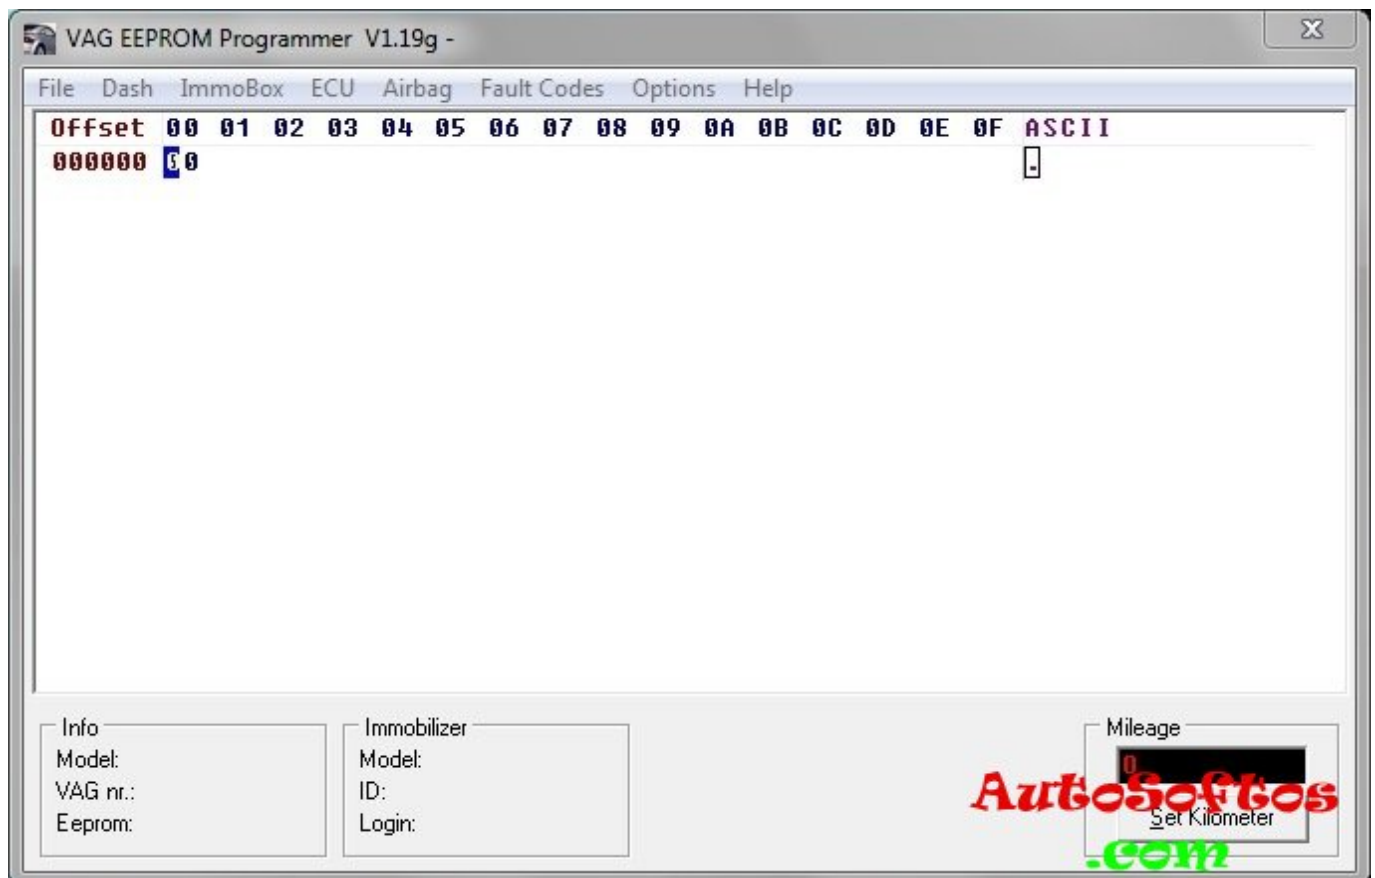 VAG EEPROM Programmer V1.19g -
File Dash ImmoBox ECU Airbag Fault Codes Options Help
Offset 00 01 02 03 04 05 06 07 08 09 0A 0B 0C 0D 0E 0F ASCII
000000 00 .
Info
Model:
VAG nr.:
Eeprom:
Immobilizer
Model:
ID:
Login:
Mileage
0
Set Kilometer
AutoSoftos
.com